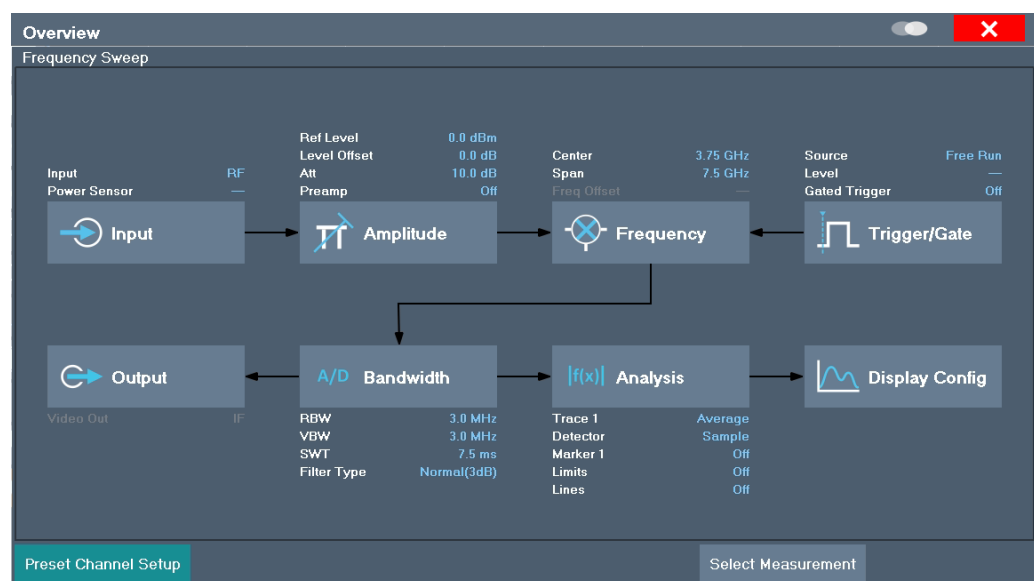 Overview
Frequency Sweep
Ref Level 0.0 dBm
Level Offset 0.0 dB
Att 10.0 dB
Preamp Off
Input RF
Power Sensor —
Center 3.75 GHz
Span 7.5 GHz
Freq Offset —
Source Free Run
Level —
Gated Trigger Off
Input
Amplitude
Frequency
Trigger/Gate
Output
A/D Bandwidth
|f(x)| Analysis
Display Config
Video Out IF
RBW 3.0 MHz
VBW 3.0 MHz
SWT 7.5 ms
Filter Type Normal(3dB)
Trace 1 Average
Detector Sample
Marker 1 Off
Limits Off
Lines Off
Preset Channel Setup
Select Measurement